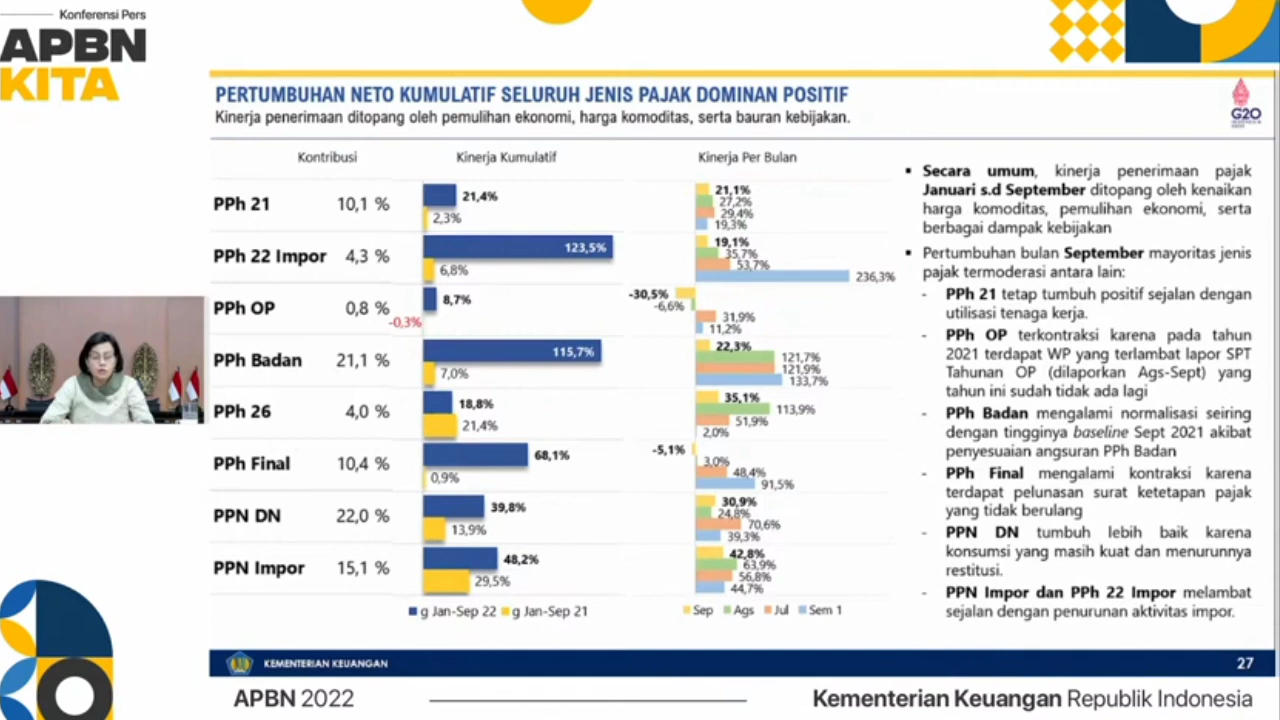 Konferensi Pers
APBN
KITA
PERTUMBUHAN NETO KUMULATIF SELURUH JENIS PAJAK DOMINAN POSITIF
Kinerja penerimaan ditopang oleh pemulihan ekonomi, harga komoditas, serta bauran kebijakan.
G20
Kontribusi Kinerja Kumulatif Kinerja Per Bulan
PPh 21 10,1 % 21,4% 2,3% 21,1% 27,2% 29,4% 19,3%
PPh 22 Impor 4,3 % 123,5% 6,8% 19,1% 35,7% 53,7% 236,3%
PPh OP 0,8 % 8,7% -0,3% -30,5% -6,6% 31,9% 11,2%
PPh Badan 21,1 % 115,7% 7,0% 22,3% 121,7% 121,9% 133,7%
PPh 26 4,0 % 18,8% 21,4% 35,1% 113,9% 51,9% 2,0%
PPh Final 10,4 % 68,1% 0,9% -5,1% 3,0% 48,4% 91,5%
PPN DN 22,0 % 39,8% 13,9% 30,9% 24,8% 70,6% 39,3%
PPN Impor 15,1 % 48,2% 29,5% 42,8% 63,9% 56,8% 44,7%
g Jan-Sep 22 g Jan-Sep 21
Sep Ags Jul Sem 1
▪ Secara umum, kinerja penerimaan pajak
Januari s.d September ditopang oleh kenaikan
harga komoditas, pemulihan ekonomi, serta
berbagai dampak kebijakan
▪ Pertumbuhan bulan September mayoritas jenis
pajak termoderasi antara lain:
- PPh 21 tetap tumbuh positif sejalan dengan
utilisasi tenaga kerja.
- PPh OP terkontraksi karena pada tahun
2021 terdapat WP yang terlambat lapor SPT
Tahunan OP (dilaporkan Ags-Sept) yang
tahun ini sudah tidak ada lagi
- PPh Badan mengalami normalisasi seiring
dengan tingginya baseline Sept 2021 akibat
penyesuaian angsuran PPh Badan
- PPh Final mengalami kontraksi karena
terdapat pelunasan surat ketetapan pajak
yang tidak berulang
- PPN DN tumbuh lebih baik karena
konsumsi yang masih kuat dan menurunnya
restitusi.
- PPN Impor dan PPh 22 Impor melambat
sejalan dengan penurunan aktivitas impor.
KEMENTERIAN KEUANGAN 27
APBN 2022
Kementerian Keuangan Republik Indonesia